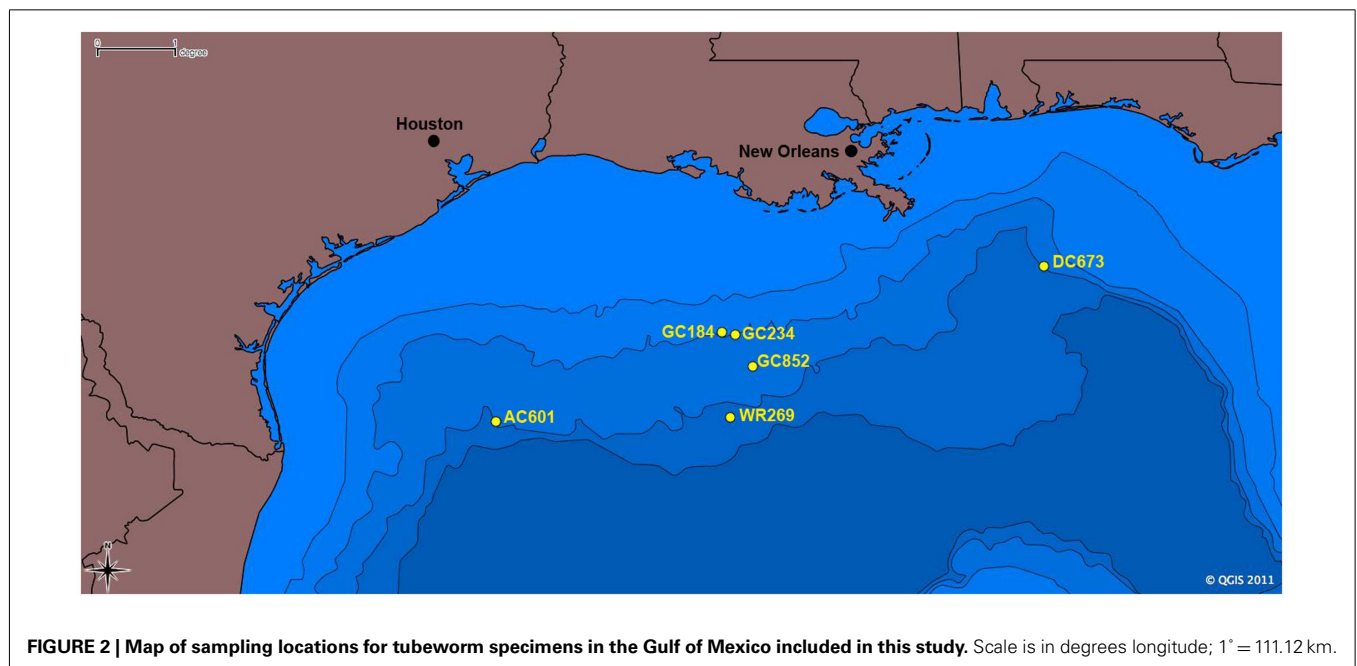 0 1
degree
Houston
New Orleans
DC673
GC184 GC234
GC852
AC601 WR269
N
© QGIS 2011
FIGURE 2 | Map of sampling locations for tubeworm specimens in the Gulf of Mexico included in this study. Scale is in degrees longitude; 1° = 111.12 km.